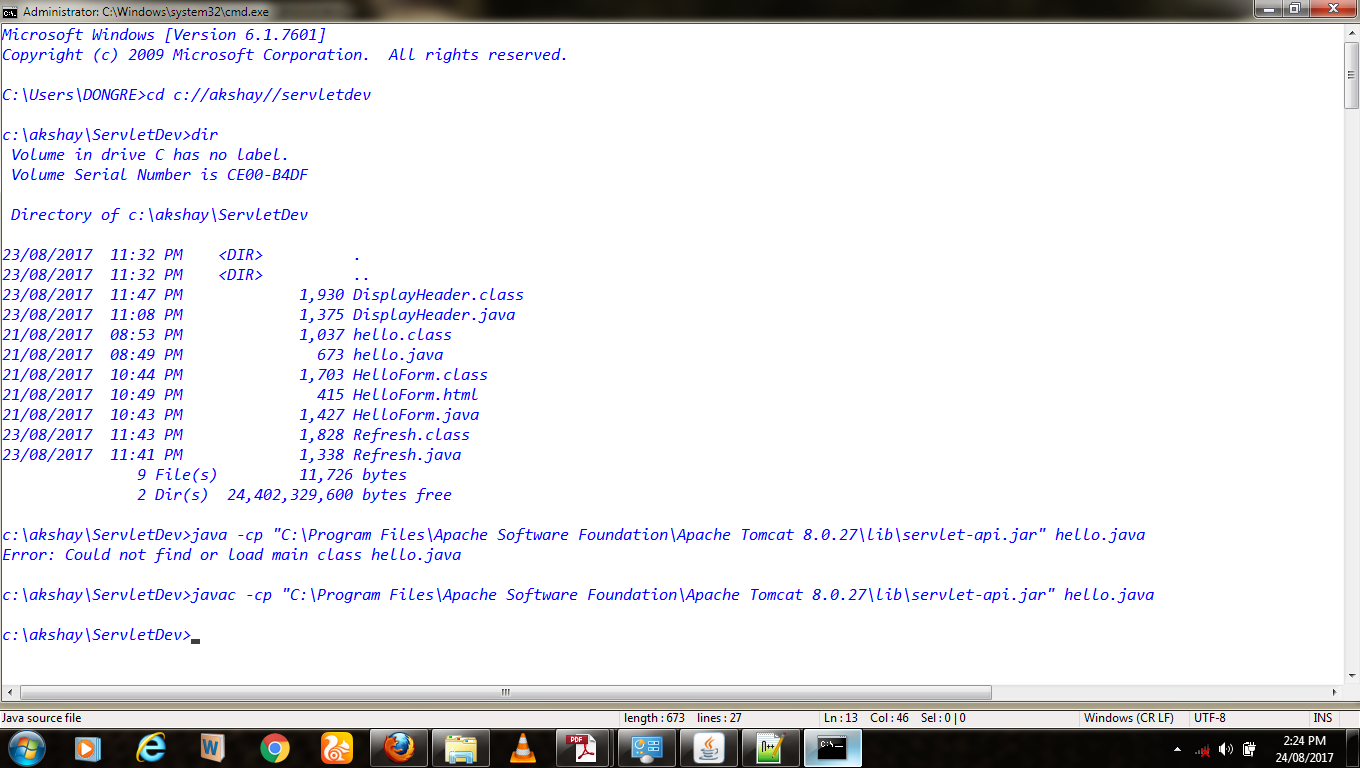 Administrator: C:\Windows\system32\cmd.exe
Microsoft Windows [Version 6.1.7601]
Copyright (c) 2009 Microsoft Corporation.  All rights reserved.
C:\Users\DONGRE>cd c://akshay//servletdev
c:\akshay\ServletDev>dir
 Volume in drive C has no label.
 Volume Serial Number is CE00-B4DF
 Directory of c:\akshay\ServletDev
23/08/2017  11:32 PM    <DIR>          .
23/08/2017  11:32 PM    <DIR>          ..
23/08/2017  11:47 PM             1,930 DisplayHeader.class
23/08/2017  11:08 PM             1,375 DisplayHeader.java
21/08/2017  08:53 PM             1,037 hello.class
21/08/2017  08:49 PM               673 hello.java
21/08/2017  10:44 PM             1,703 HelloForm.class
21/08/2017  10:49 PM               415 HelloForm.html
21/08/2017  10:43 PM             1,427 HelloForm.java
23/08/2017  11:43 PM             1,828 Refresh.class
23/08/2017  11:41 PM             1,338 Refresh.java
               9 File(s)         11,726 bytes
               2 Dir(s)  24,402,329,600 bytes free
c:\akshay\ServletDev>java -cp "C:\Program Files\Apache Software Foundation\Apache Tomcat 8.0.27\lib\servlet-api.jar" hello.java
Error: Could not find or load main class hello.java
c:\akshay\ServletDev>javac -cp "C:\Program Files\Apache Software Foundation\Apache Tomcat 8.0.27\lib\servlet-api.jar" hello.java
c:\akshay\ServletDev>
Java source file length : 673 lines : 27 Ln : 13 Col : 46 Sel : 0 | 0 Windows (CR LF) UTF-8 INS
2:24 PM
24/08/2017